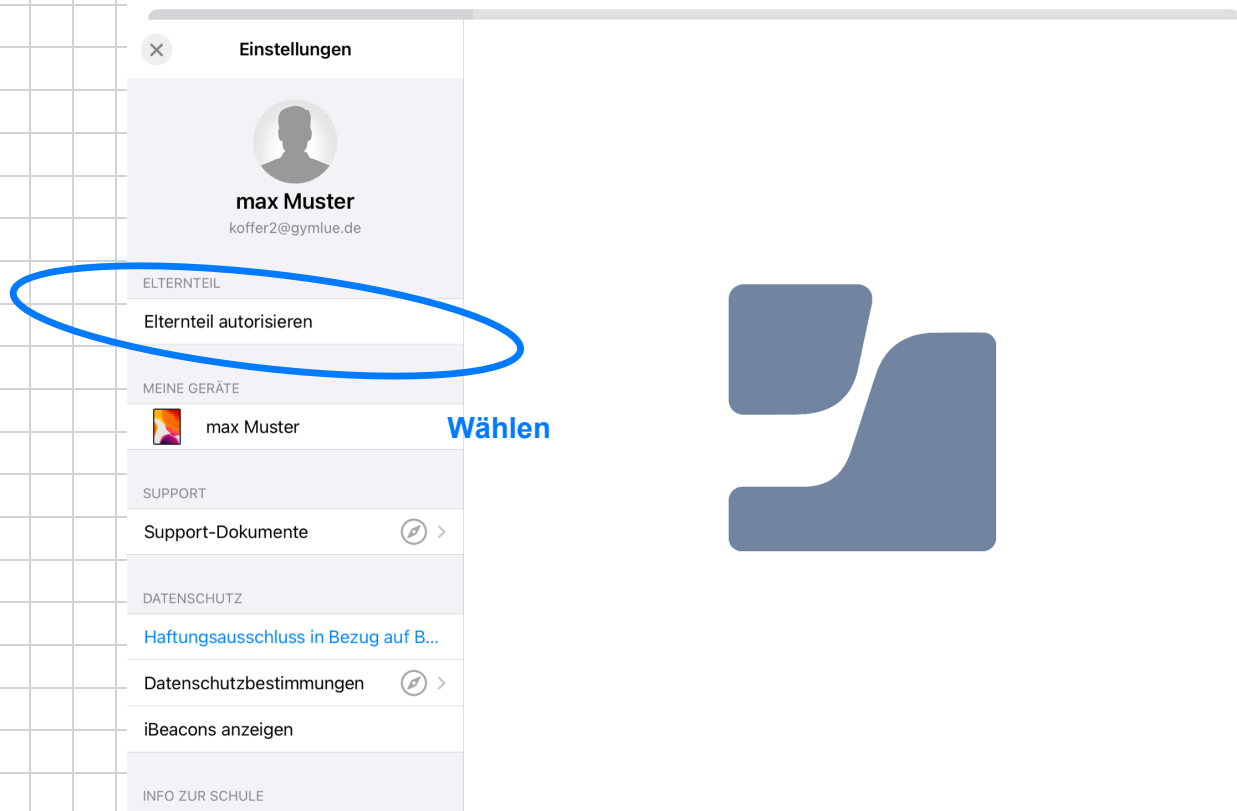 Einstellungen
max Muster
koffer2@gymlue.de
ELTERNTEIL
Elternteil autorisieren
MEINE GERÄTE
max Muster
Wählen
SUPPORT
Support-Dokumente
DATENSCHUTZ
Haftungsausschluss in Bezug auf B...
Datenschutzbestimmungen
iBeacons anzeigen
INFO ZUR SCHULE